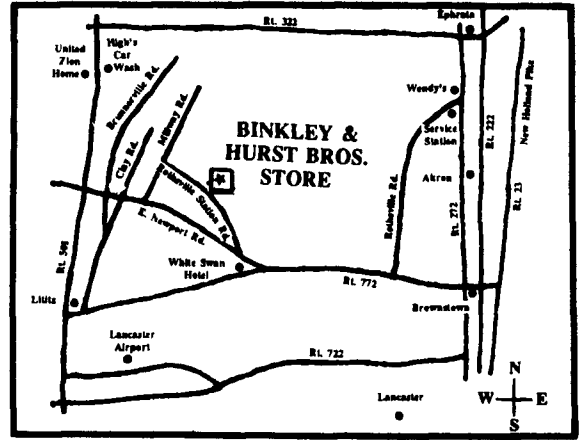 Ephrata
Rt. 322
United
Zion
Home
High's
Car
Wash
Brunnerville Rd.
Clay Rd.
Millway Rd.
BINKLEY &
HURST BROS.
STORE
Rothsville Station Rd.
E. Newport Rd.
Wendy's
Service
Station
Akron
Rothsville Rd.
Rt. 272
Rt. 222
New Holland Pike
Rt. 23
Rt. 501
White Swan
Hotel
Rt. 772
Lititz
Brownstown
Lancaster
Airport
Rt. 722
Lancaster
N
W E
S